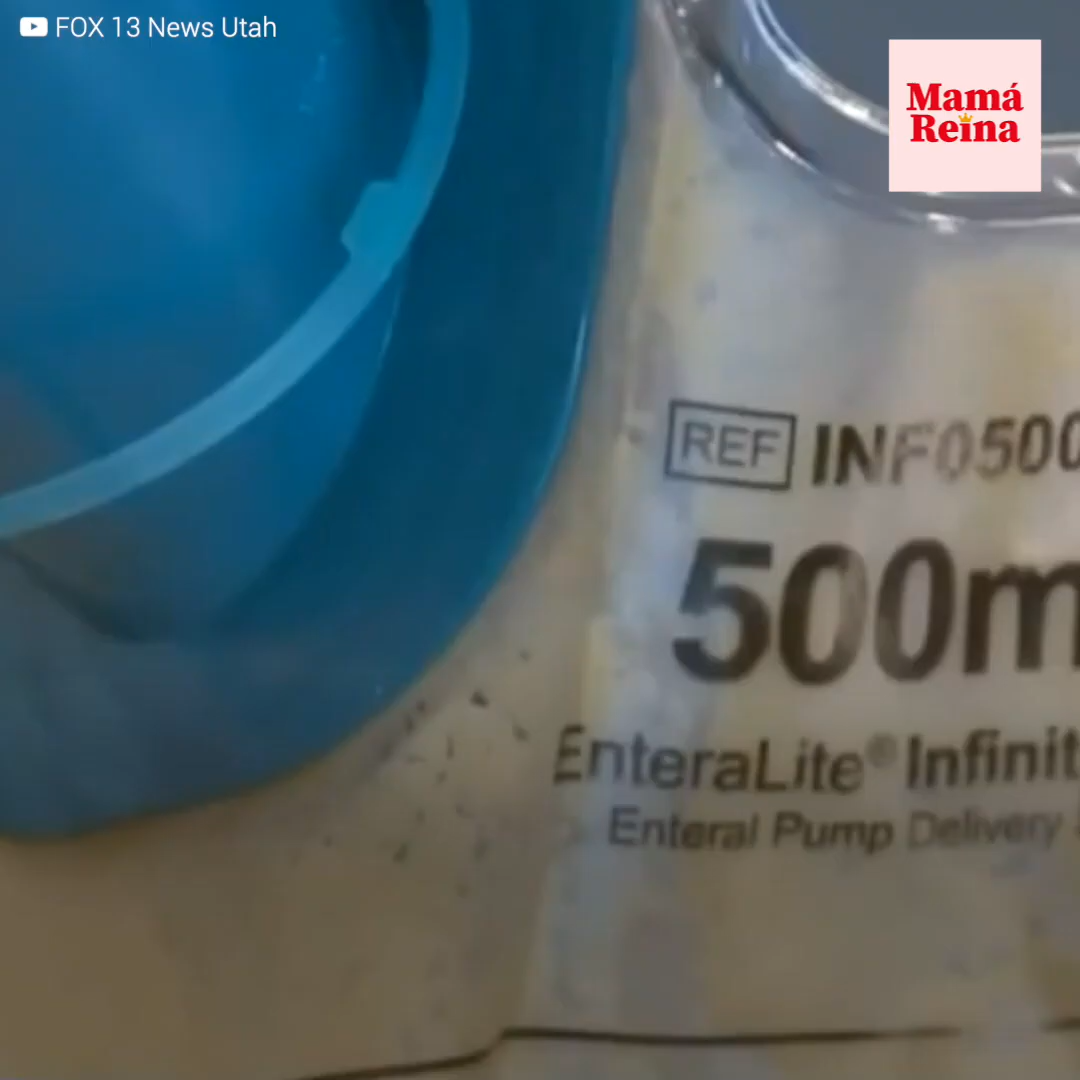 FOX 13 News Utah
Mamá
Reina
REF INF0500
500m
EnteraLite® Infinit
Enteral Pump Delivery